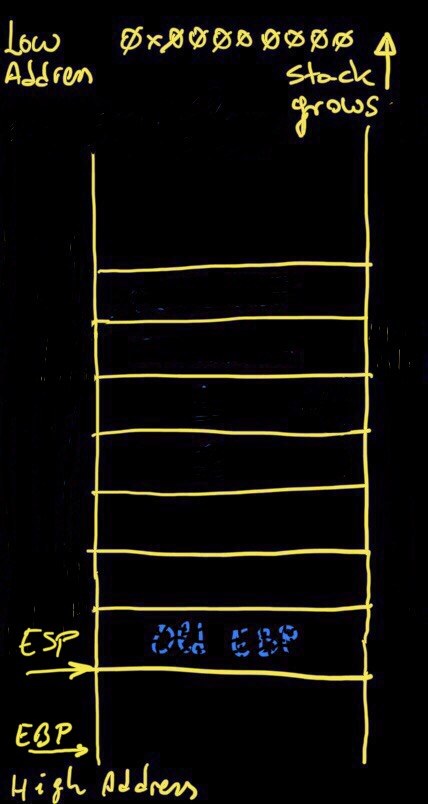 Low 0x00000000
Address
Stack
grows
Old EBP
ESP
EBP
High Address